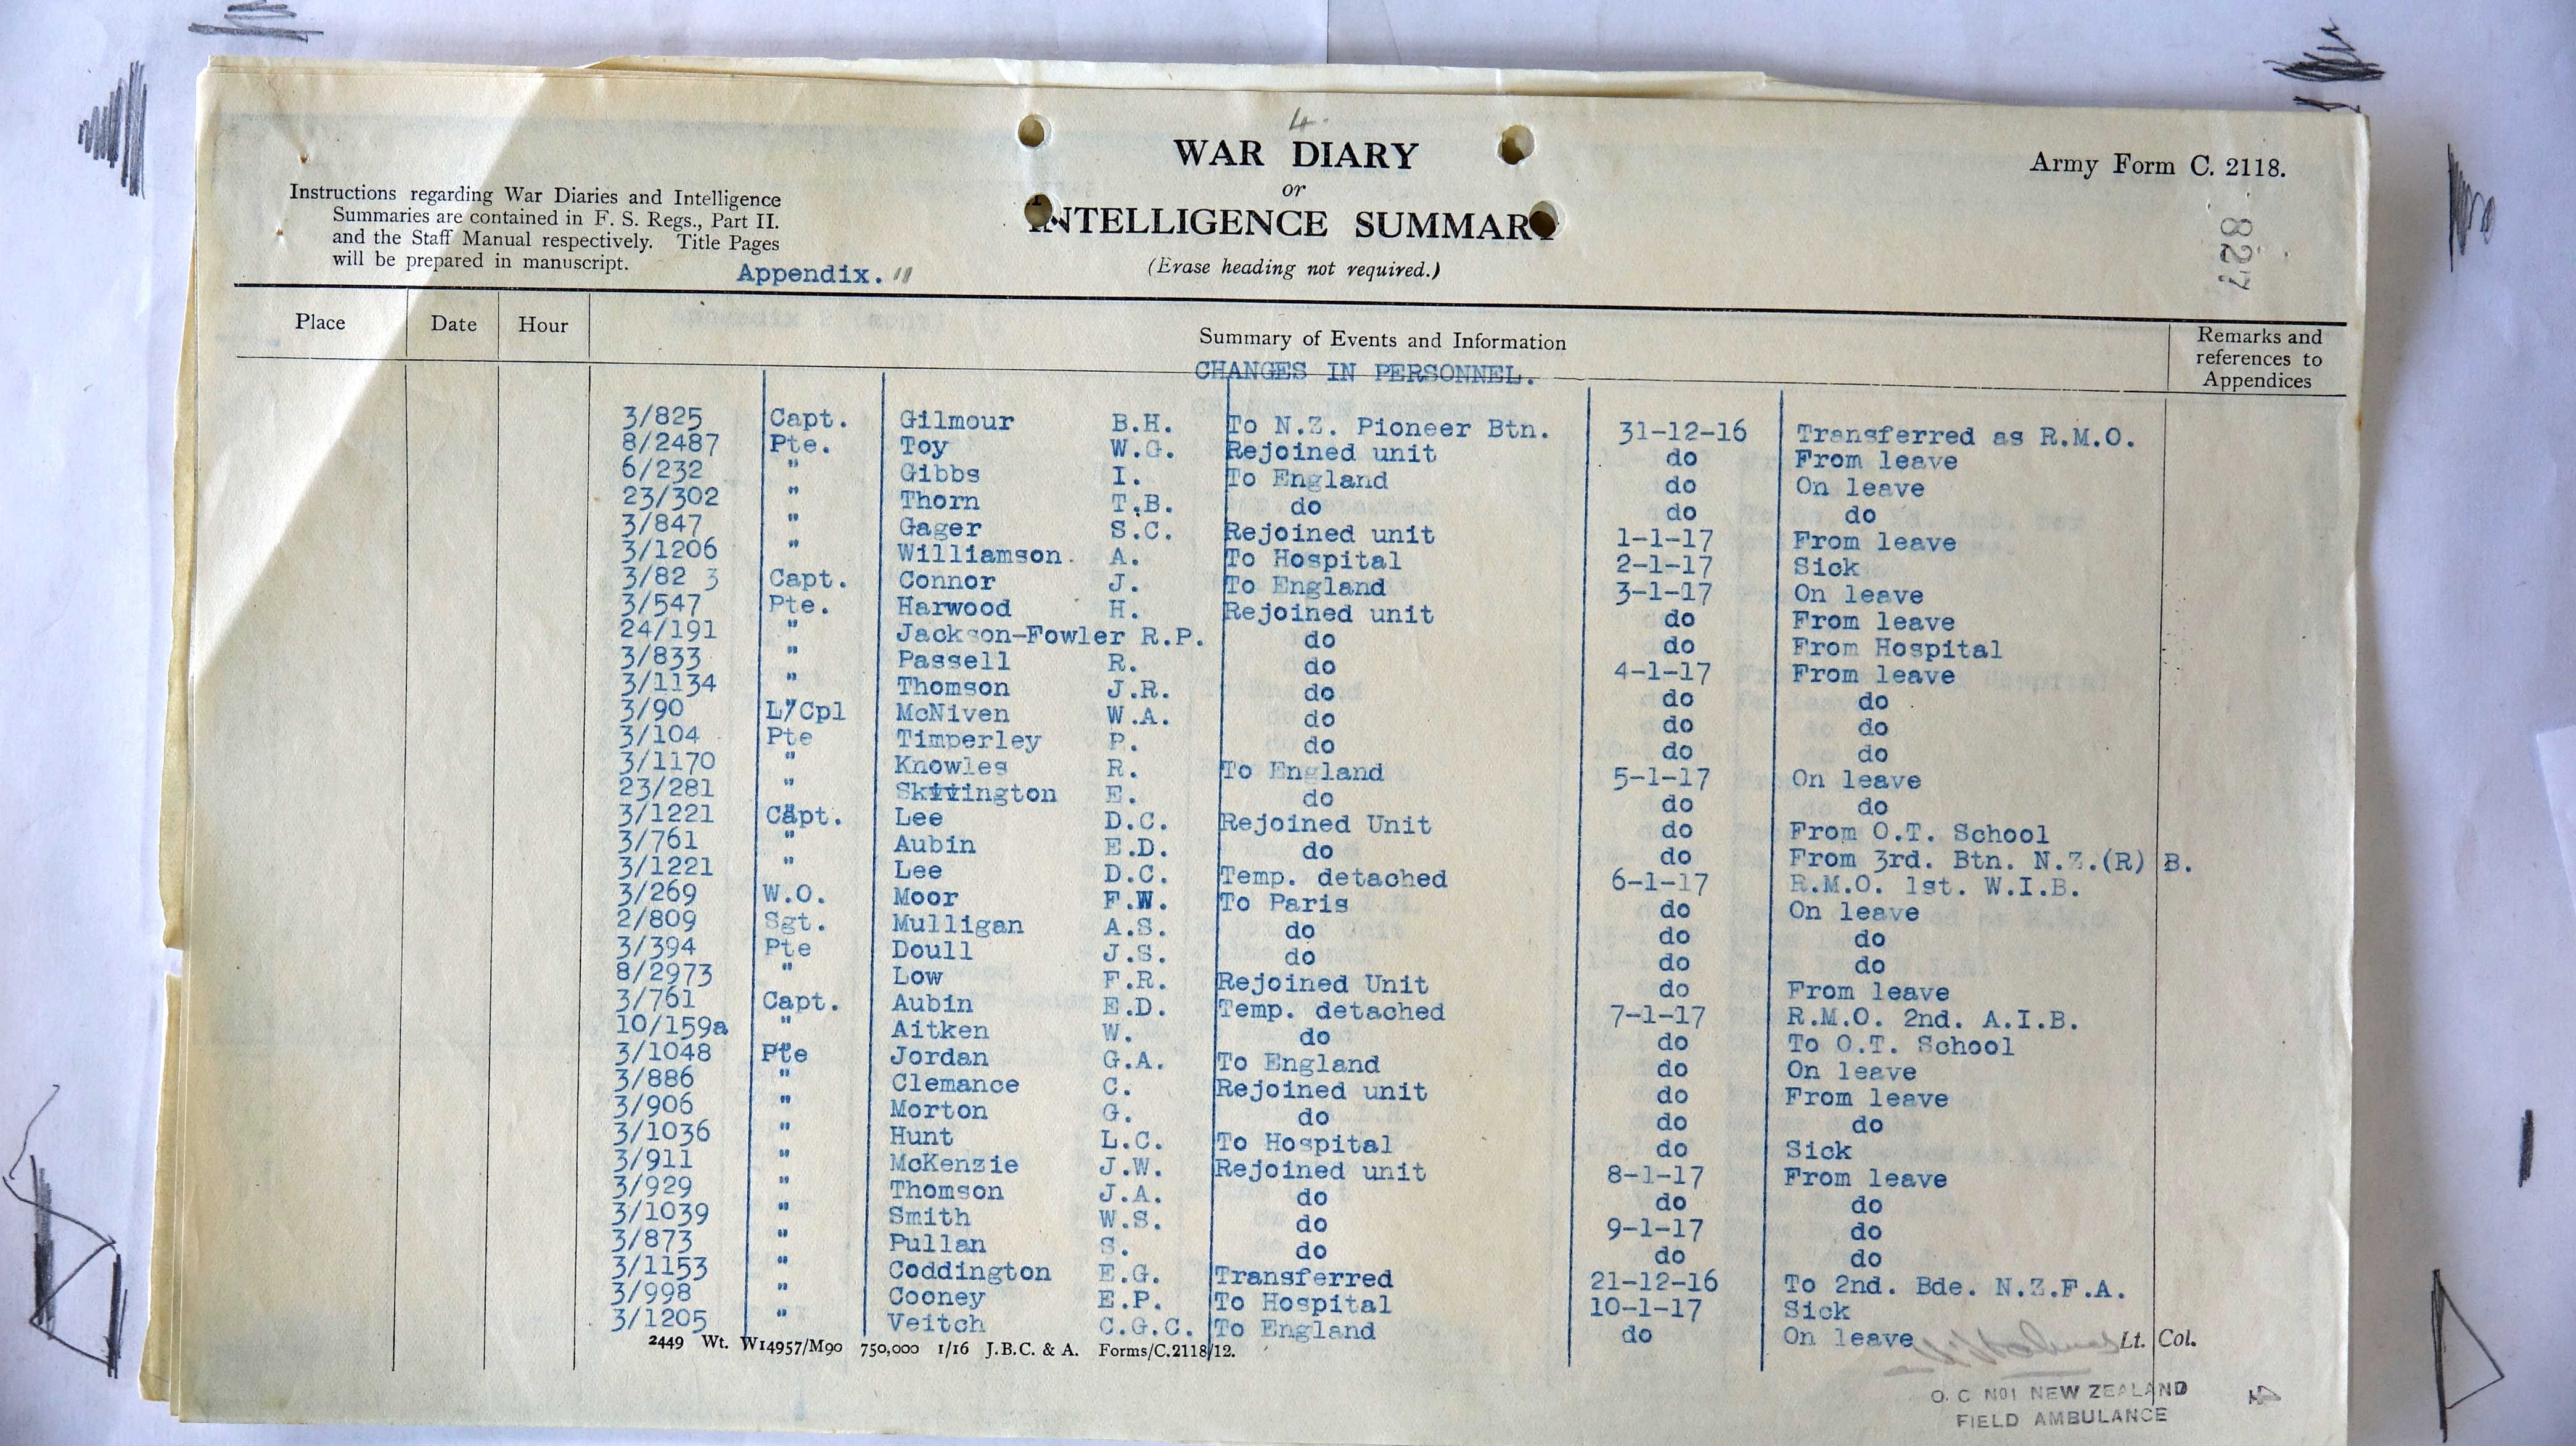 4.
WAR DIARY
or
INTELLIGENCE SUMMARY
(Erase heading not required.)
Army Form C. 2118.
827
Instructions regarding War Diaries and Intelligence
Summaries are contained in F. S. Regs., Part II.
and the Staff Manual respectively. Title Pages
will be prepared in manuscript.
Appendix. 11
Place Date Hour Summary of Events and Information Remarks and references to Appendices
CHANGES IN PERSONNEL.
3/825 Capt. Gilmour B.H. To N.Z. Pioneer Btn. 31-12-16 Transferred as R.M.O.
8/2487 Pte. Toy W.G. Rejoined unit do From leave
6/232 " Gibbs I. To England do On leave
23/302 " Thorn T.B. do do do
3/847 " Gager S.C. Rejoined unit 1-1-17 From leave
3/1206 " Williamson A. To Hospital 2-1-17 Sick
3/82 3 Capt. Connor J. To England 3-1-17 On leave
3/547 Pte. Harwood H. Rejoined unit do From leave
24/191 " Jackson-Fowler R.P. do do From Hospital
3/833 " Passell R. do 4-1-17 From leave
3/1134 " Thomson J.R. do do do
3/90 L/Cpl McNiven W.A. do do do
3/104 Pte Timperley P. do do do
3/1170 " Knowles R. To England 5-1-17 On leave
23/281 " E. do do do
3/1221 Capt. Lee D.C. Rejoined Unit do From O.T. School
3/761 " Aubin E.D. do do From 3rd. Btn. N.Z.(R) B.
3/1221 " Lee D.C. Temp. detached 6-1-17 R.M.O. 1st. W.I.B.
3/269 W.O. Moor F.W. To Paris do On leave
2/809 Sgt. Mulligan A.S. do do do
3/394 Pte Doull J.S. do do do
8/2973 " Low F.R. Rejoined Unit do From leave
3/761 Capt. Aubin E.D. Temp. detached 7-1-17 R.M.O. 2nd. A.I.B.
10/159a " Aitken W. do do To O.T. School
3/1048 Pte Jordan G.A. To England do On leave
3/886 " Clemance C. Rejoined unit do From leave
3/906 " Morton G. do do do
3/1036 " Hunt L.C. To Hospital do Sick
3/911 " McKenzie J.W. Rejoined unit 8-1-17 From leave
3/929 " Thomson J.A. do do do
3/1039 " Smith W.S. do 9-1-17 do
3/873 " Pullan S. do do do
3/1153 " Coddington E.G. Transferred 21-12-16 To 2nd. Bde. N.Z.F.A.
3/998 " Cooney E.P. To Hospital 10-1-17 Sick
3/1205 " Veitch C.G.C. To England do On leave
2449 Wt. W14957/M90 750,000 1/16 J.B.C. & A. Forms/C.2118/12.
Lt. Col.
O. C NO1 NEW ZEALAND
FIELD AMBULANCE
4